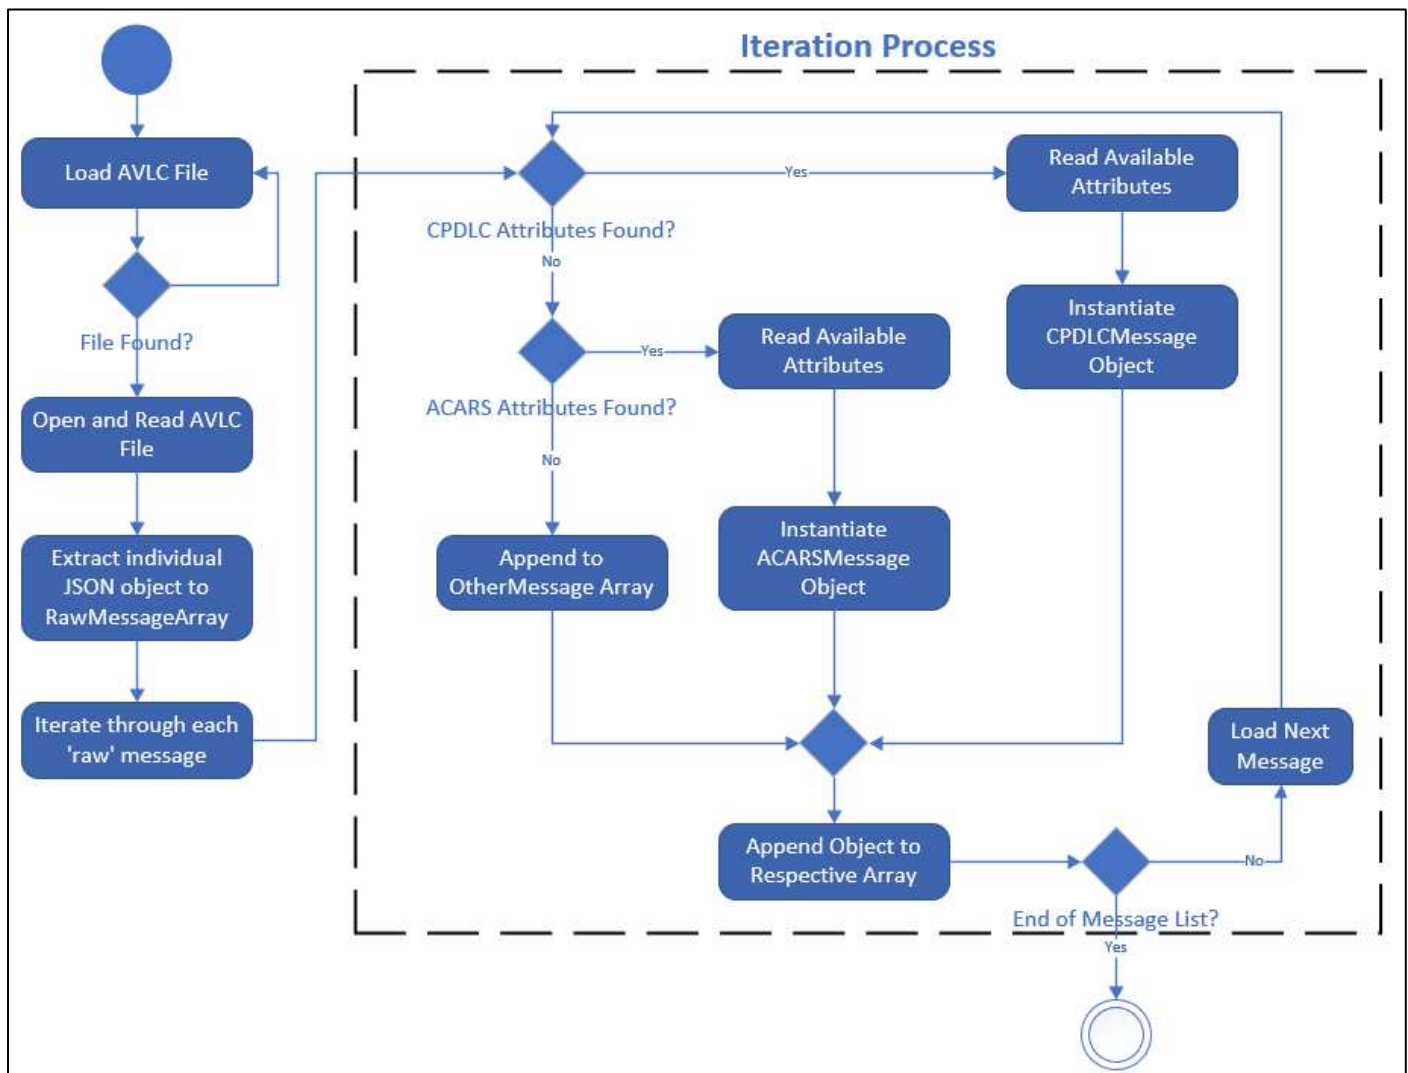 Iteration Process
Load AVLC File
File Found?
Open and Read AVLC
File
Extract individual
JSON object to
RawMessageArray
Iterate through each
'raw' message
CPDLC Attributes Found?
Yes
No
Read Available
Attributes
Instantiate
CPDLCMessage
Object
ACARS Attributes Found?
Yes
No
Read Available
Attributes
Instantiate
ACARSMessage
Object
Append to
OtherMessage Array
Append Object to
Respective Array
End of Message List?
No
Load Next
Message
Yes